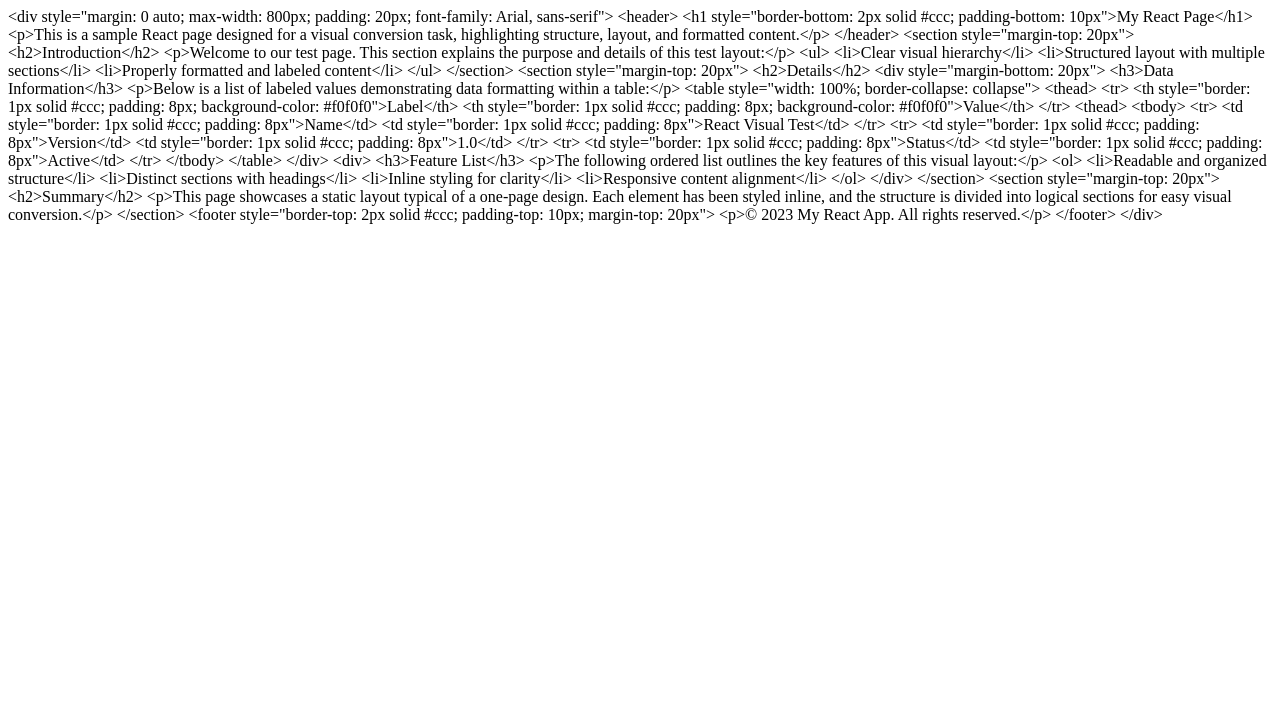 <div style="margin: 0 auto; max-width: 800px; padding: 20px; font-family: Arial, sans-serif"> <header> <h1 style="border-bottom: 2px solid #ccc; padding-bottom: 10px">My React Page</h1>
<p>This is a sample React page designed for a visual conversion task, highlighting structure, layout, and formatted content.</p> </header> <section style="margin-top: 20px">
<h2>Introduction</h2> <p>Welcome to our test page. This section explains the purpose and details of this test layout:</p> <ul> <li>Clear visual hierarchy</li> <li>Structured layout with multiple
sections</li> <li>Properly formatted and labeled content</li> </ul> </section> <section style="margin-top: 20px"> <h2>Details</h2> <div style="margin-bottom: 20px"> <h3>Data
Information</h3> <p>Below is a list of labeled values demonstrating data formatting within a table:</p> <table style="width: 100%; border-collapse: collapse"> <thead> <tr> <th style="border:
1px solid #ccc; padding: 8px; background-color: #f0f0f0">Label</th> <th style="border: 1px solid #ccc; padding: 8px; background-color: #f0f0f0">Value</th> </tr> <thead> <tbody> <tr> <td
style="border: 1px solid #ccc; padding: 8px">Name</td> <td style="border: 1px solid #ccc; padding: 8px">React Visual Test</td> </tr> <tr> <td style="border: 1px solid #ccc; padding:
8px">Version</td> <td style="border: 1px solid #ccc; padding: 8px">1.0</td> </tr> <tr> <td style="border: 1px solid #ccc; padding: 8px">Status</td> <td style="border: 1px solid #ccc; padding:
8px">Active</td> </tr> </tbody> </table> </div> <div> <h3>Feature List</h3> <p>The following ordered list outlines the key features of this visual layout:</p> <ol> <li>Readable and organized
structure</li> <li>Distinct sections with headings</li> <li>Inline styling for clarity</li> <li>Responsive content alignment</li> </ol> </div> </section> <section style="margin-top: 20px">
<h2>Summary</h2> <p>This page showcases a static layout typical of a one-page design. Each element has been styled inline, and the structure is divided into logical sections for easy visual
conversion.</p> </section> <footer style="border-top: 2px solid #ccc; padding-top: 10px; margin-top: 20px"> <p>© 2023 My React App. All rights reserved.</p> </footer> </div>